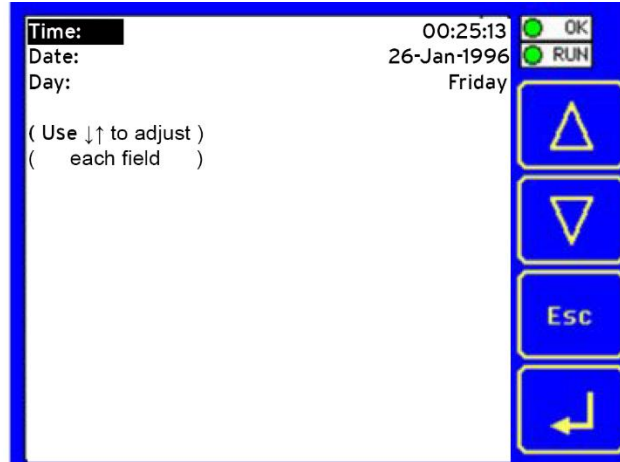 Time: 00:25:13
Date: 26-Jan-1996
Day: Friday
( Use ↓↑ to adjust )
( each field )
OK
RUN
Esc